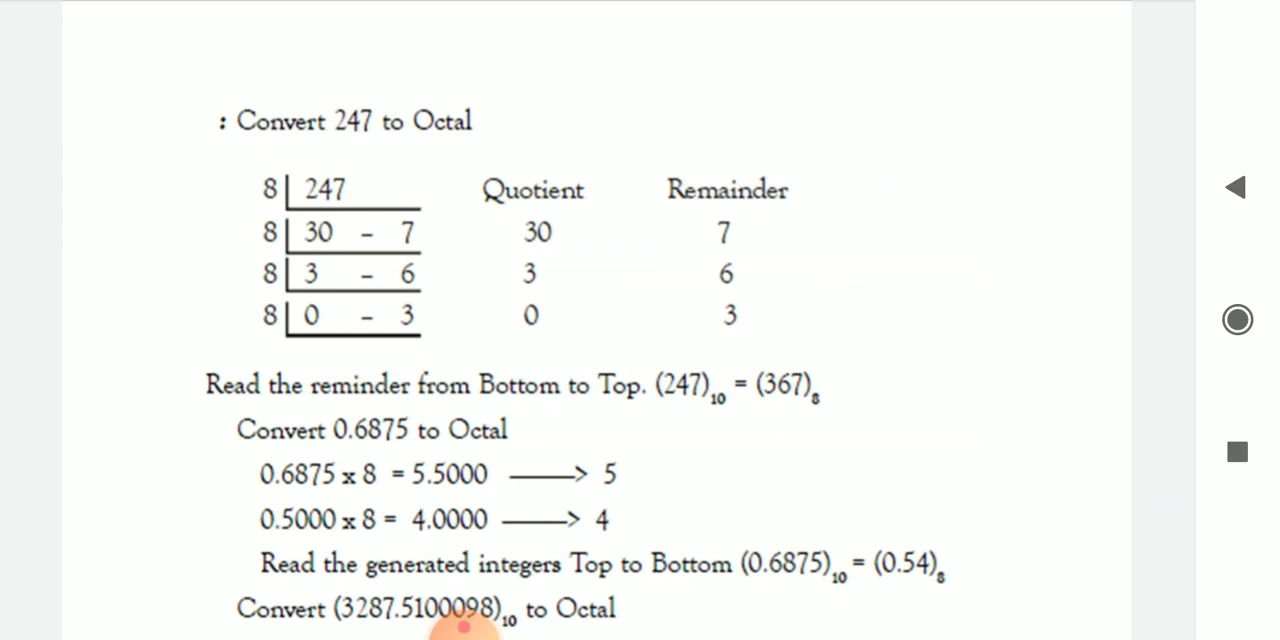 : Convert 247 to Octal
8 247 Quotient Remainder
8 30 - 7 30 7
8 3 - 6 3 6
8 0 - 3 0 3
Read the reminder from Bottom to Top. (247)₁₀ = (367)₈
Convert 0.6875 to Octal
0.6875 x 8 = 5.5000 ⟶ 5
0.5000 x 8 = 4.0000 ⟶ 4
Read the generated integers Top to Bottom (0.6875)₁₀ = (0.54)₈
Convert (3287.5100098)₁₀ to Octal